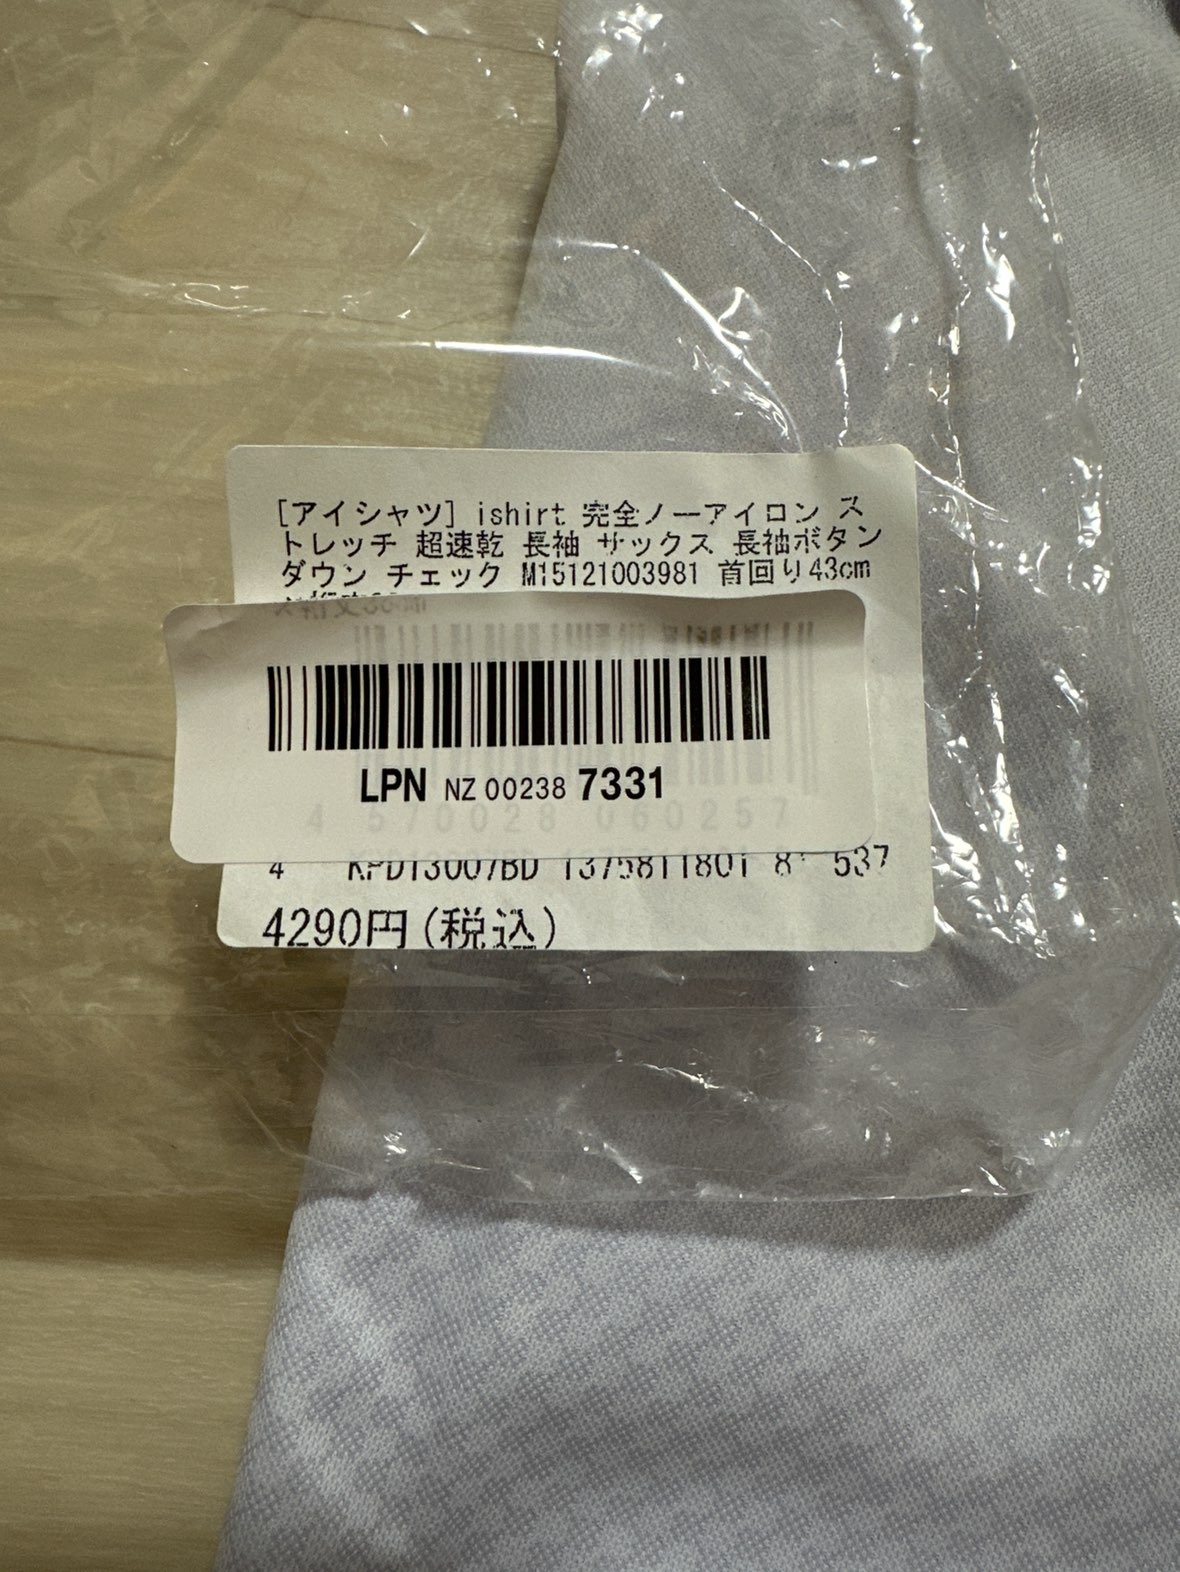 [アイシャツ] ishirt 完全ノーアイロン ス
トレッチ 超速乾 長袖 サックス 長袖ボタン
ダウン チェック M15121003981 首回り43cm
LPN NZ 00238 7331
4 570028 060257
4 KPD13007BD 1375811801 8* 537
4290円(税込)